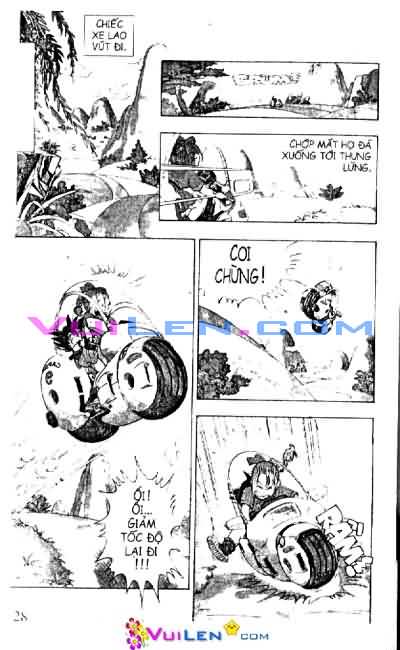 CHIẾC
XE LAO
VÚT ĐI.
CHỚP MẮT HỌ ĐÃ
XUỐNG TỚI THUNG
LŨNG.
COI
CHỪNG!
VUILEN.COM
ỐI!
ỐI...
GIẢM
TỐC ĐỘ
LẠI ĐI
!!!
28
VUILEN.COM